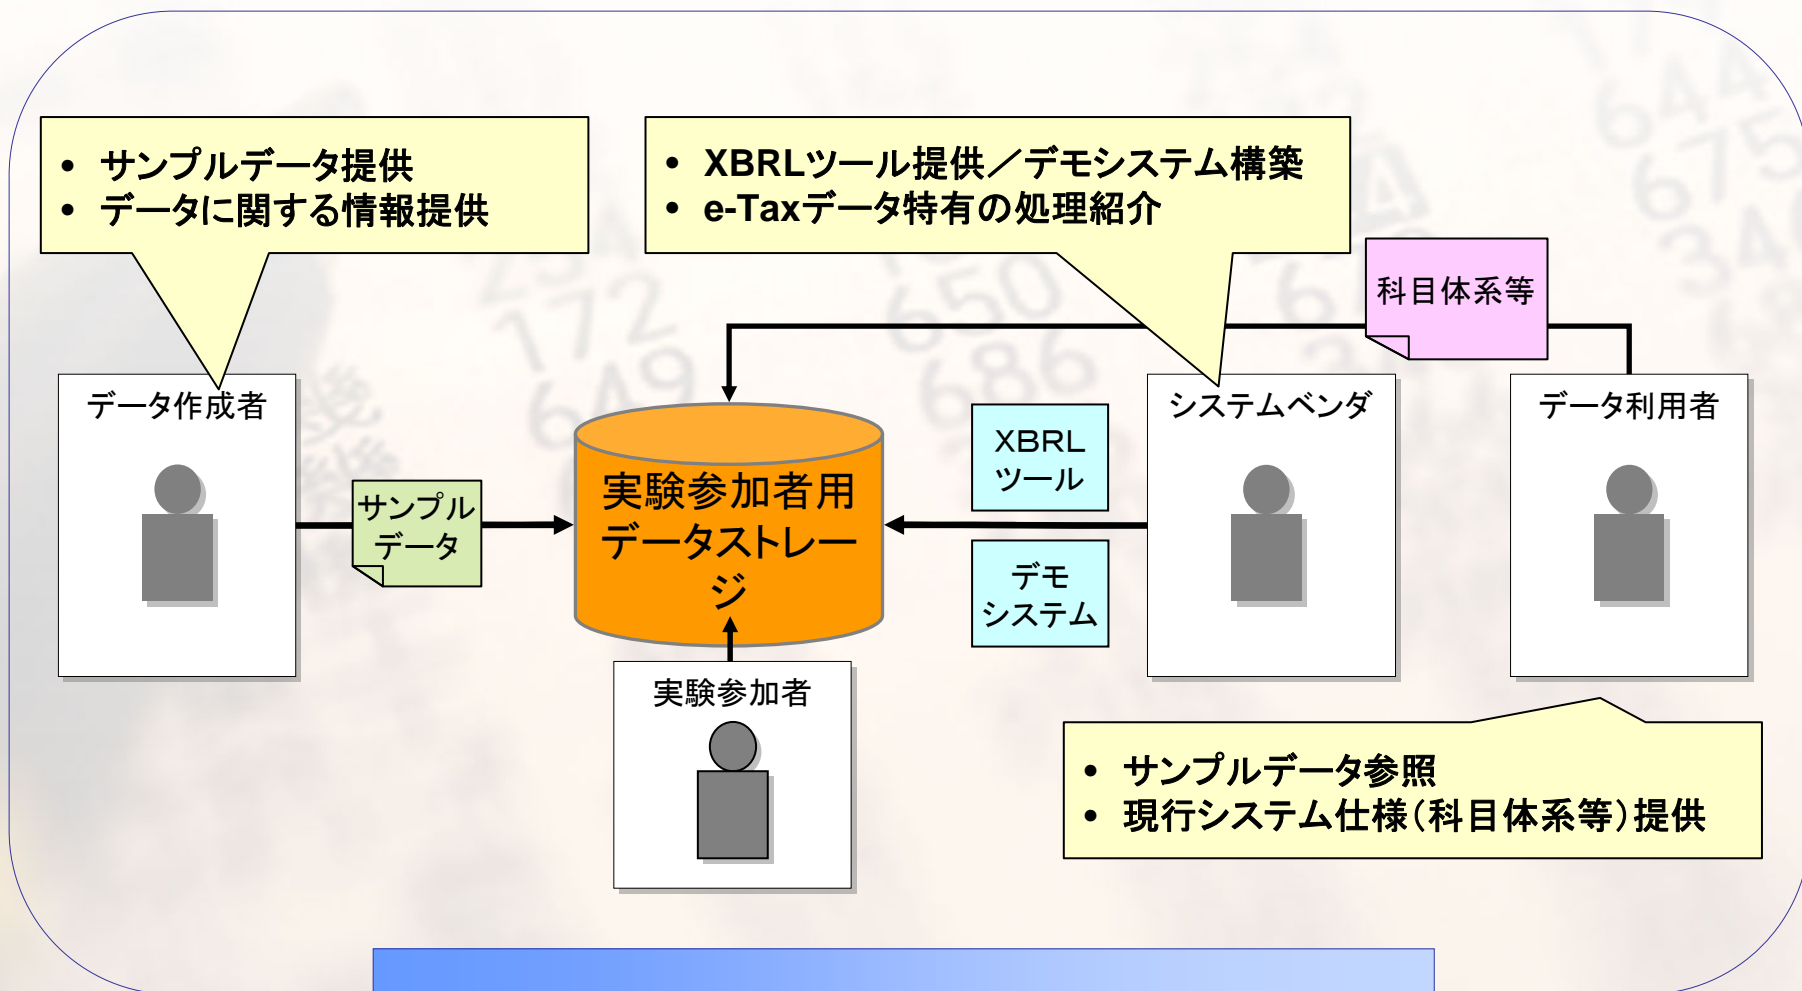 • サンプルデータ提供
• データに関する情報提供
• XBRLツール提供／デモシステム構築
• e-Taxデータ特有の処理紹介
科目体系等
データ作成者
サンプル
データ
実験参加者用
データストレー
ジ
XBRL
ツール
デモ
システム
システムベンダ
データ利用者
実験参加者
• サンプルデータ参照
• 現行システム仕様（科目体系等）提供